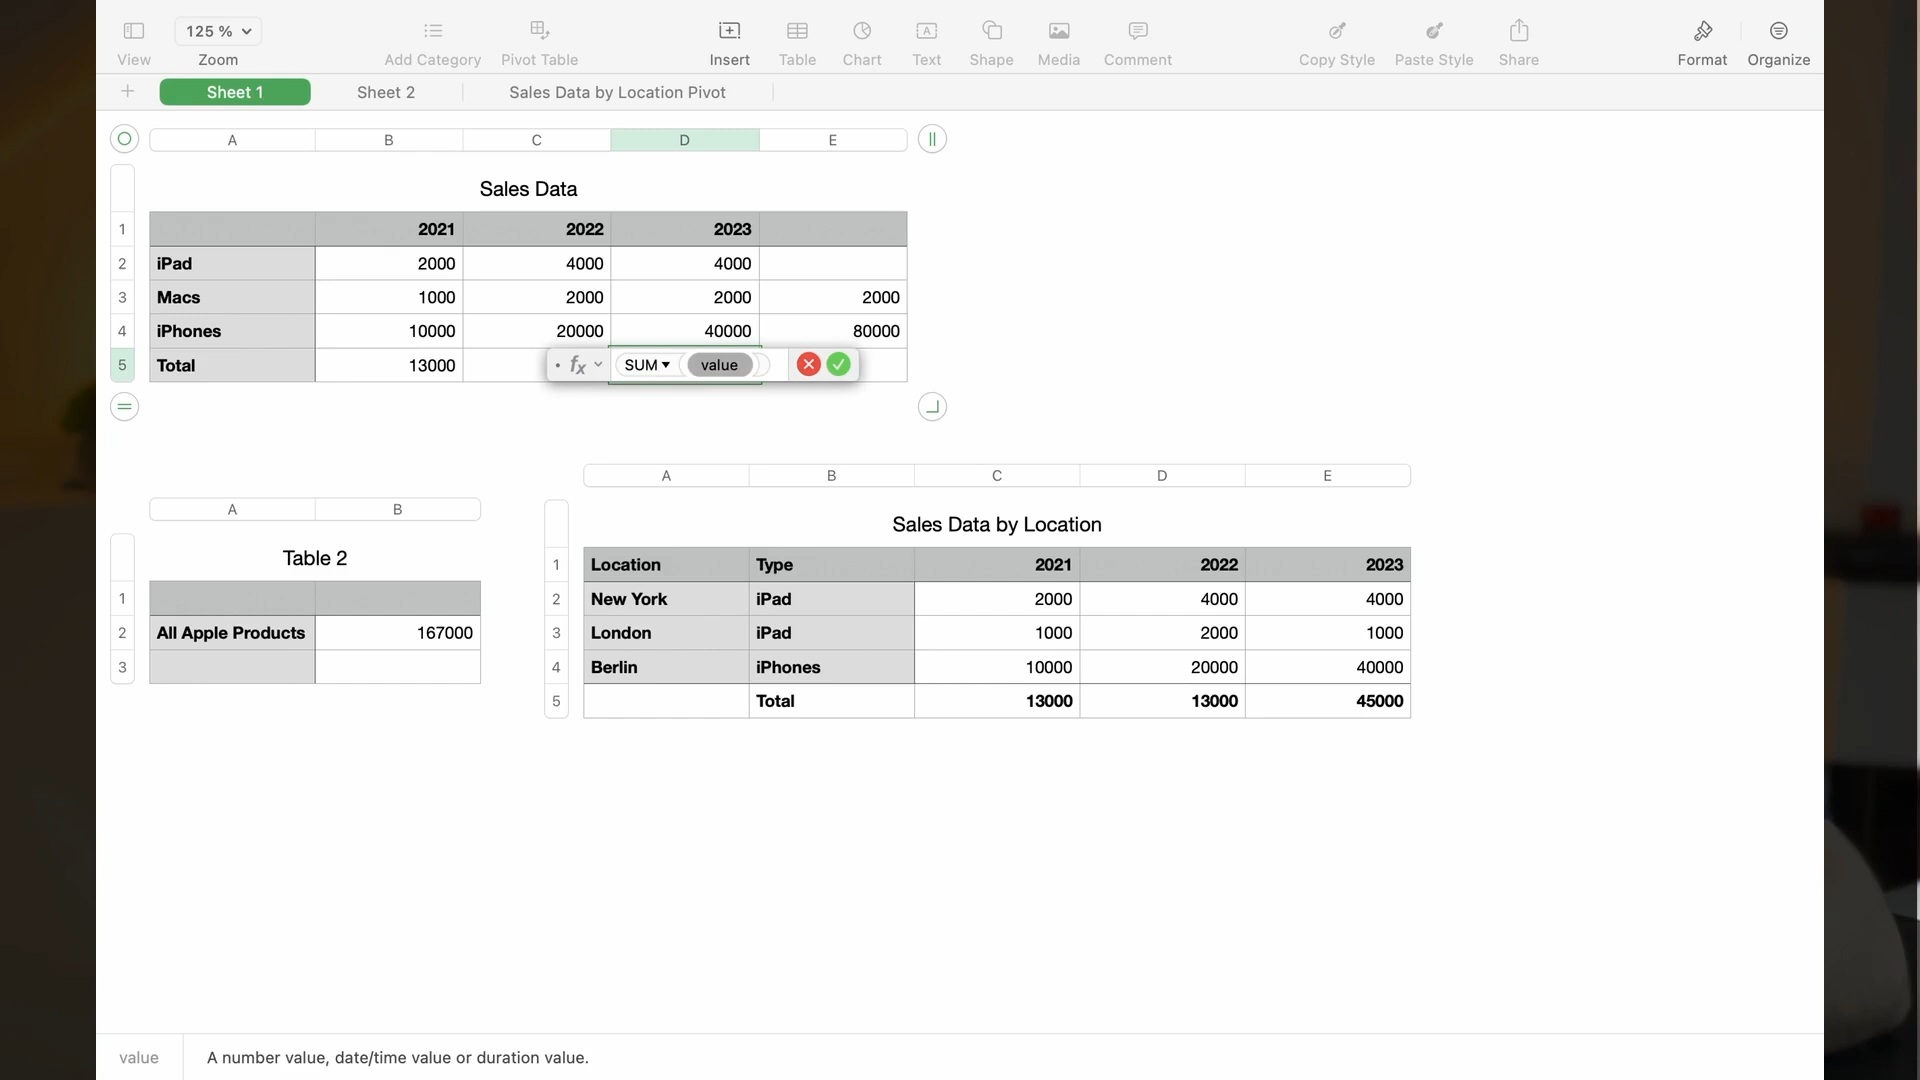 125 %
View Zoom Add Category Pivot Table Insert Table Chart Text Shape Media Comment Copy Style Paste Style Share Format Organize
Sheet 1 Sheet 2 Sales Data by Location Pivot
A B C D E
Sales Data
1 2021 2022 2023
2 iPad 2000 4000 4000
3 Macs 1000 2000 2000 2000
4 iPhones 10000 20000 40000 80000
5 Total 13000 fx SUM value
A B C D E
Sales Data by Location
1 Location Type 2021 2022 2023
2 New York iPad 2000 4000 4000
3 London iPad 1000 2000 1000
4 Berlin iPhones 10000 20000 40000
5 Total 13000 13000 45000
A B
Table 2
1
2 All Apple Products 167000
3
value A number value, date/time value or duration value.